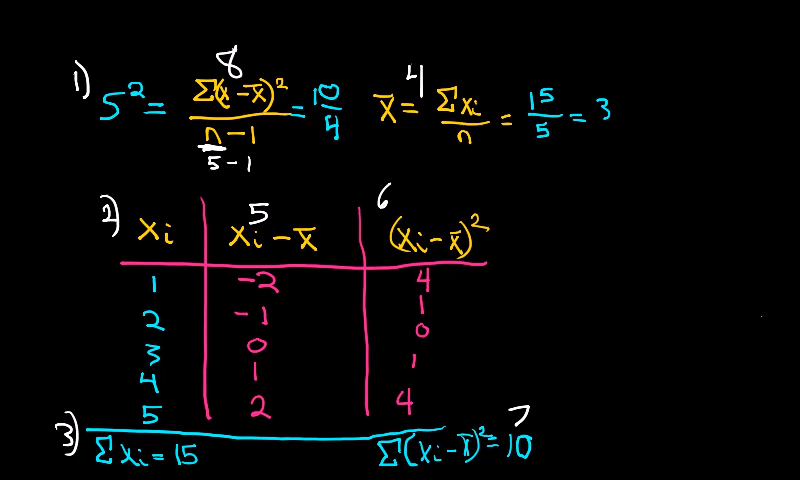 1) S² = Σ(x - x̄)² / n - 1 = 10/4 8 x̄ = Σxᵢ / n = 15/5 = 3 4
5 - 1
2) xᵢ xᵢ - x̄ 5 (xᵢ - x̄)² 6
1 -2 4
2 -1 1
3 0 0
4 1 1
5 2 4
3) Σxᵢ = 15 Σ(xᵢ - x̄)² = 10 7